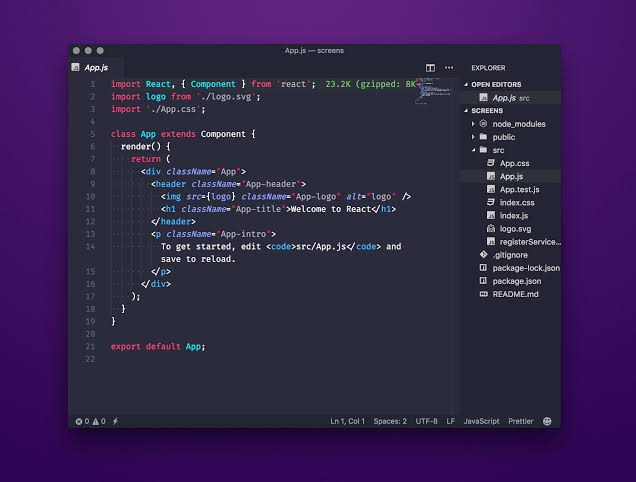 App.js — screens
App.js
1 import React, { Component } from 'react'; 23.2K (gzipped: 8K
2 import logo from './logo.svg';
3 import './App.css';
4
5 class App extends Component {
6 render() {
7 return (
8 <div className="App">
9 <header className="App-header">
10 <img src={logo} className="App-logo" alt="logo" />
11 <h1 className="App-title">Welcome to React</h1>
12 </header>
13 <p className="App-intro">
14 To get started, edit <code>src/App.js</code> and
save to reload.
15 </p>
16 </div>
17 );
18 }
19 }
20
21 export default App;
22
EXPLORER
OPEN EDITORS
App.js src
SCREENS
node_modules
public
src
App.css
App.js
App.test.js
index.css
index.js
logo.svg
registerService...
.gitignore
package-lock.json
package.json
README.md
0 0
Ln 1, Col 1 Spaces: 2 UTF-8 LF JavaScript Prettier